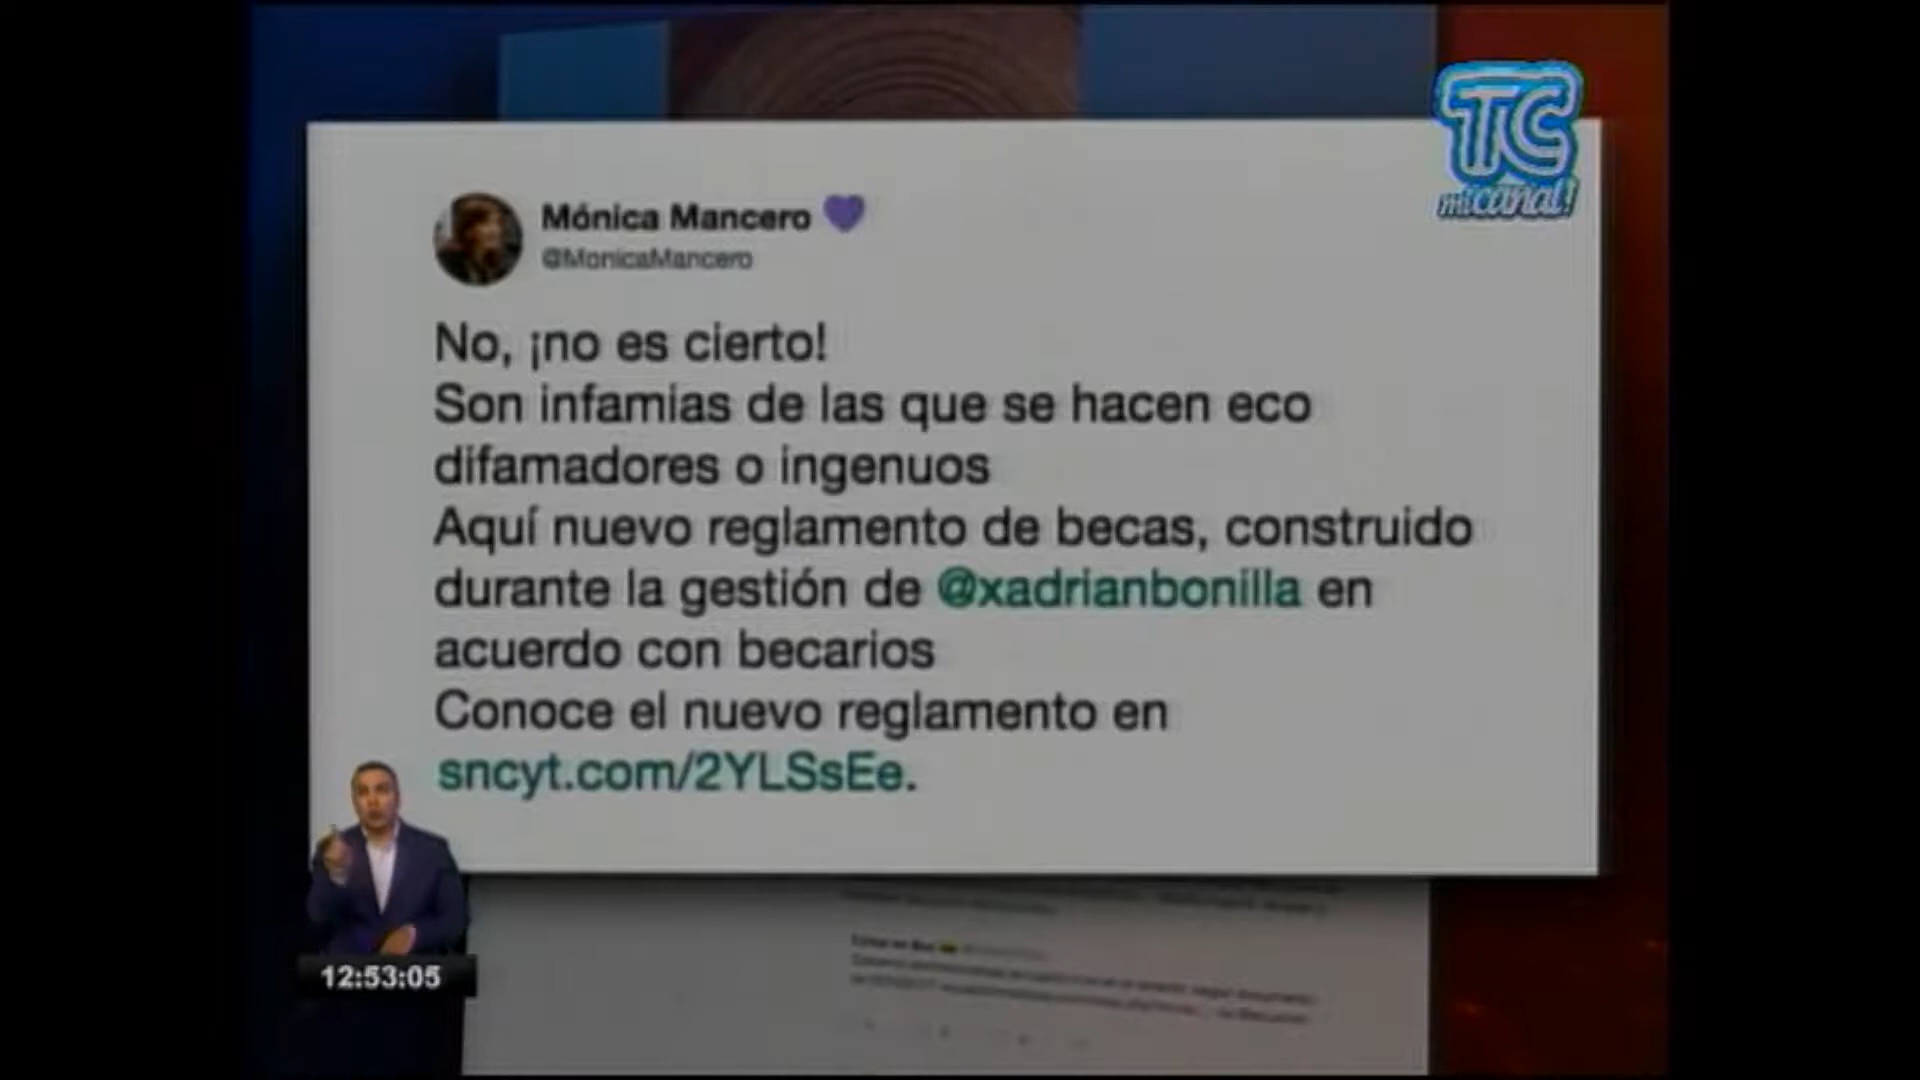 TC
mi canal!
Mónica Mancero 💜
@MonicaMancero
No, ¡no es cierto!
Son infamias de las que se hacen eco
difamadores o ingenuos
Aquí nuevo reglamento de becas, construido
durante la gestión de @xadrianbonilla en
acuerdo con becarios
Conoce el nuevo reglamento en
sncyt.com/2YLSsEe.
12:53:05